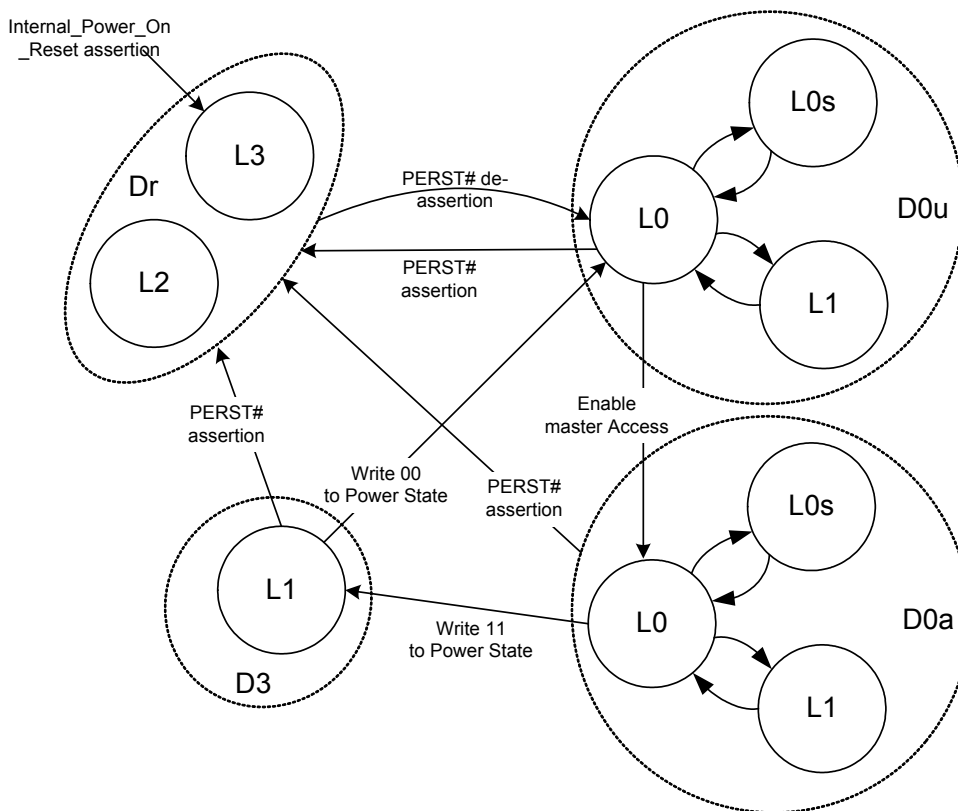 Internal_Power_On
_Reset assertion
L3
Dr
L2
PERST# de-
assertion
PERST#
assertion
L0s
L0
D0u
L1
PERST#
assertion
Write 00
to Power State
PERST#
assertion
Enable
master Access
L1
D3
Write 11
to Power State
L0s
L0
D0a
L1